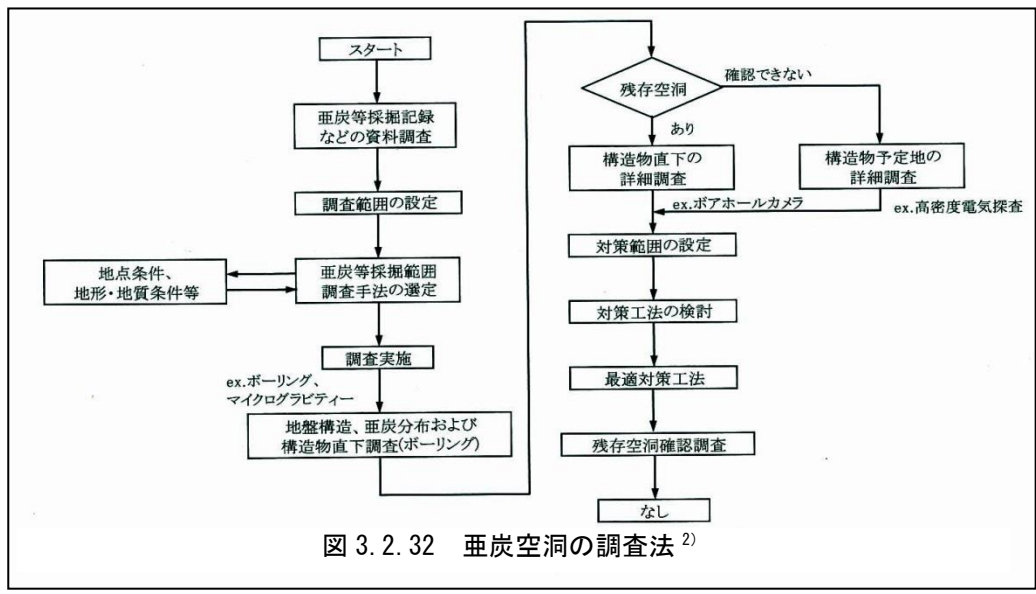 スタート
亜炭等採掘記録
などの資料調査
調査範囲の設定
地点条件、
地形・地質条件等
亜炭等採掘範囲
調査手法の選定
調査実施
ex.ボーリング、
マイクログラビティー
地盤構造、亜炭分布および
構造物直下調査(ボーリング)
残存空洞
確認できない
あり
構造物直下の
詳細調査
構造物予定地の
詳細調査
ex.ボアホールカメラ
ex.高密度電気探査
対策範囲の設定
対策工法の検討
最適対策工法
残存空洞確認調査
なし
図 3.2.32 亜炭空洞の調査法 2)